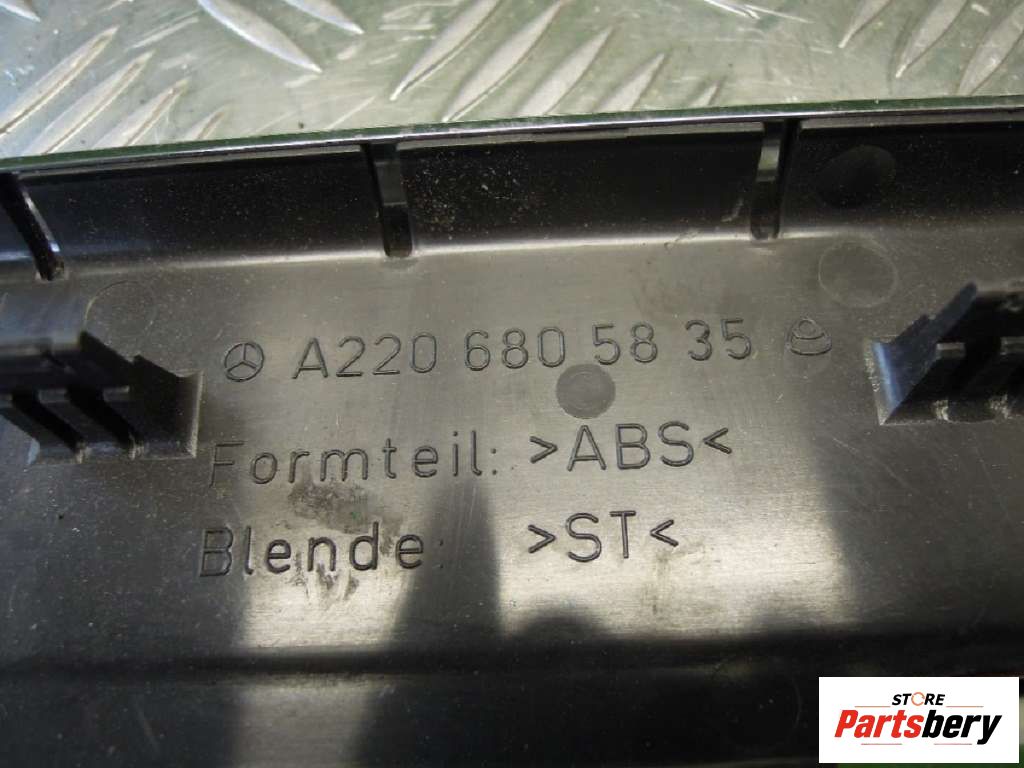 A220 680 58 35
Formteil: >ABS<
Blende: >ST<
STORE
Partsbery